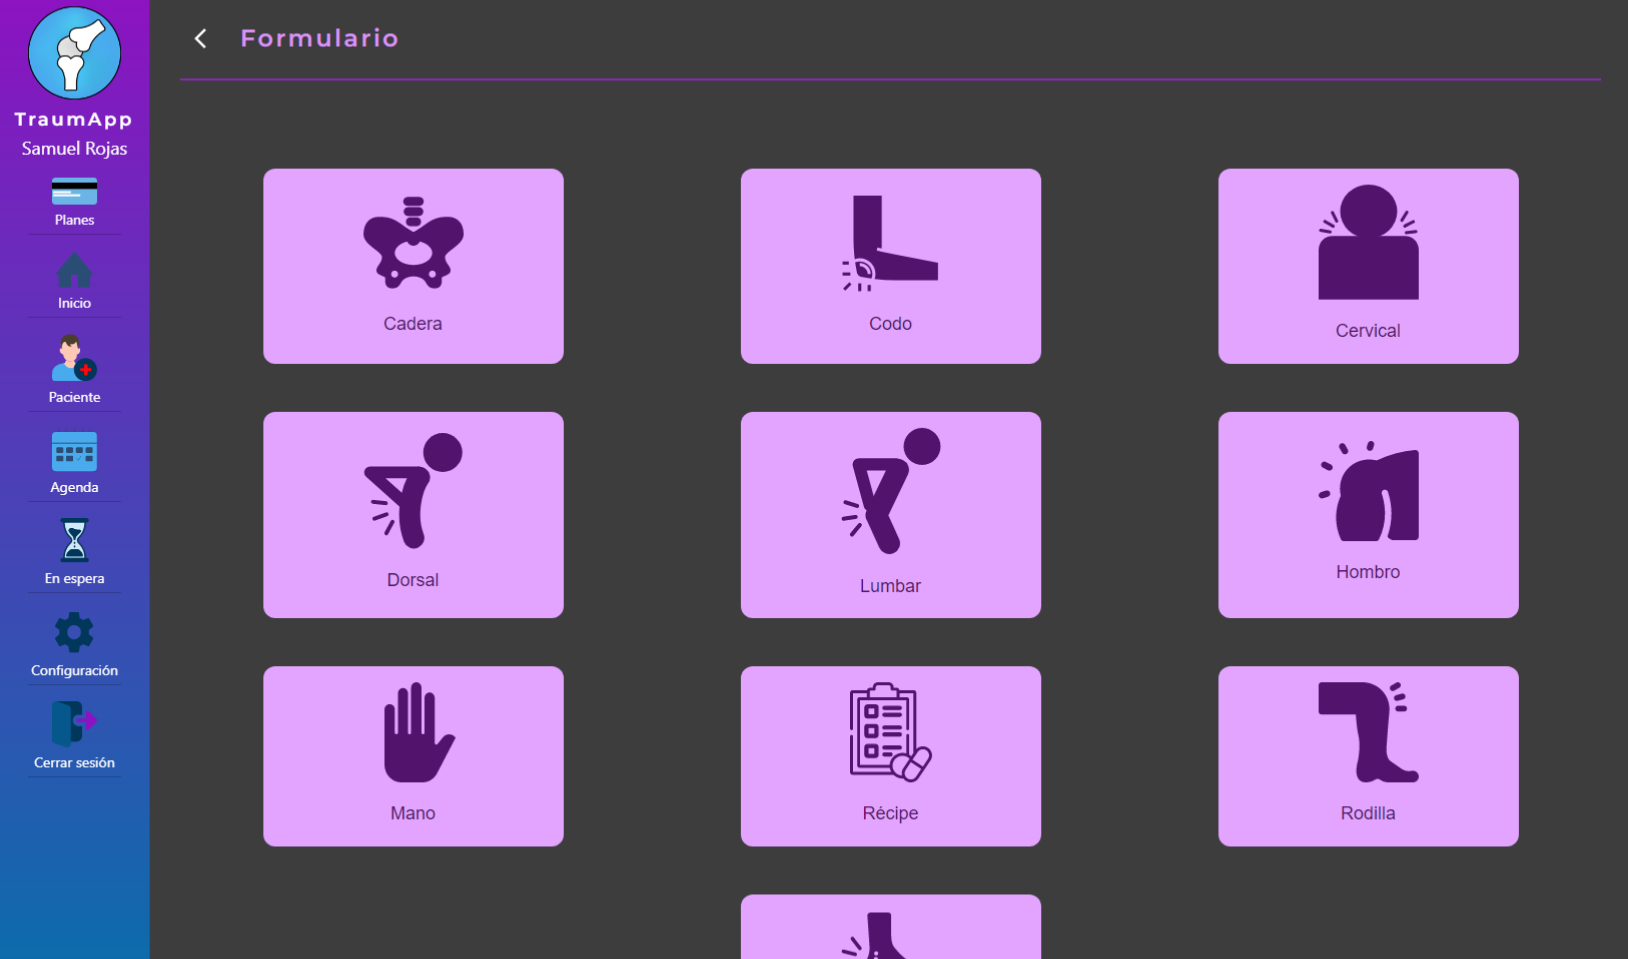 TraumApp
Samuel Rojas
Planes
Inicio
Paciente
Agenda
En espera
Configuración
Cerrar sesión
Formulario
Cadera
Codo
Cervical
Dorsal
Lumbar
Hombro
Mano
Récipe
Rodilla